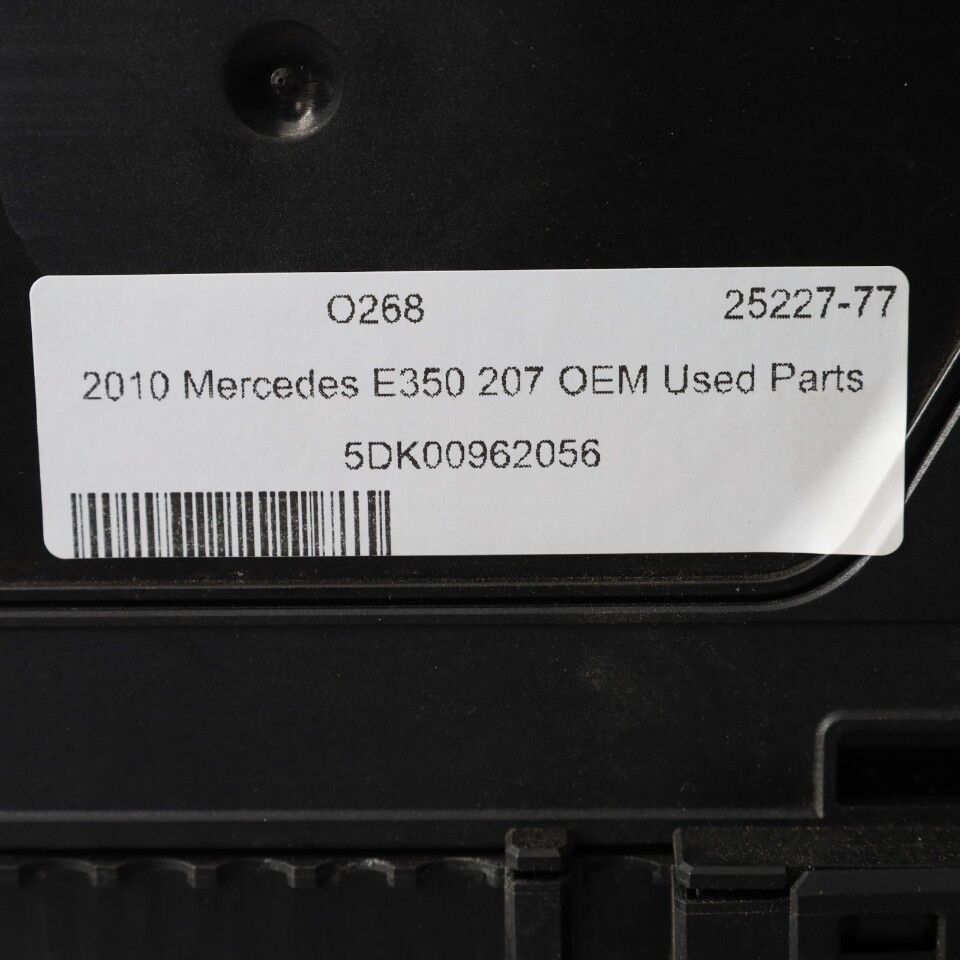 O268 25227-77
2010 Mercedes E350 207 OEM Used Parts
5DK00962056